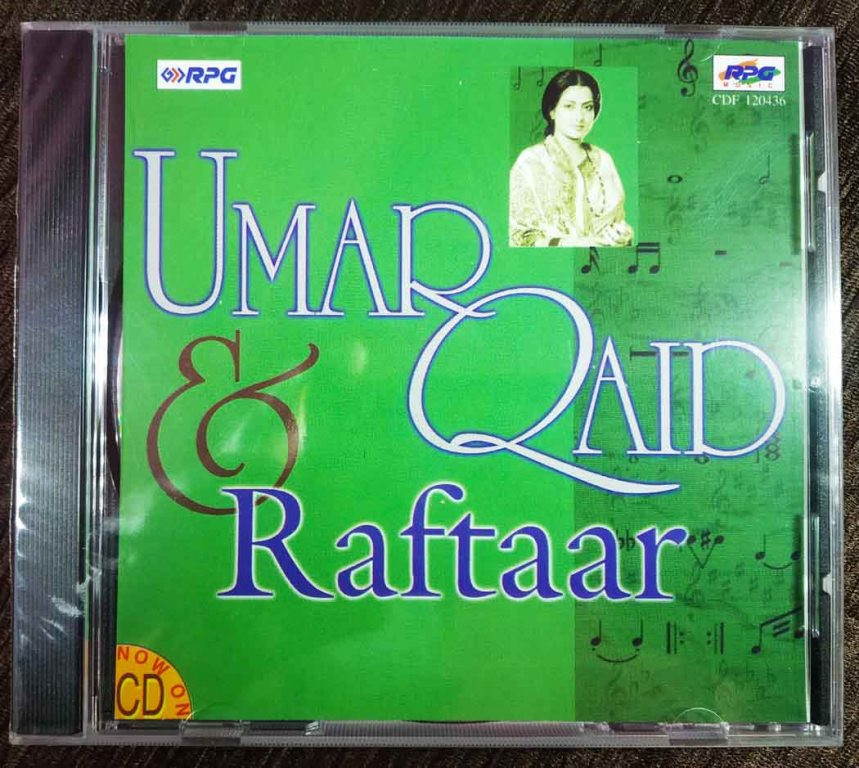 RPG
RPG
MUSIC
CDF 120436
UMAR
QAID
&
Raftaar
NOW ON
CD